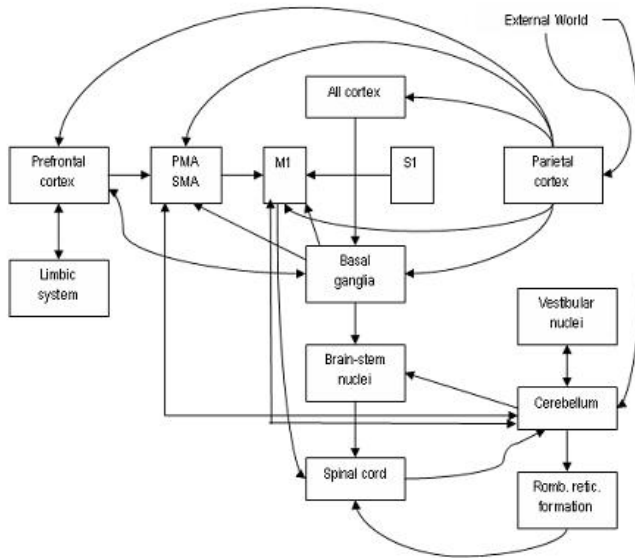 External World
All cortex
Prefrontal
cortex
PMA
SMA
M1
S1
Parietal
cortex
Limbic
system
Basal
ganglia
Vestibular
nuclei
Brain-stem
nuclei
Cerebellum
Spinal cord
Romb. retic.
formation